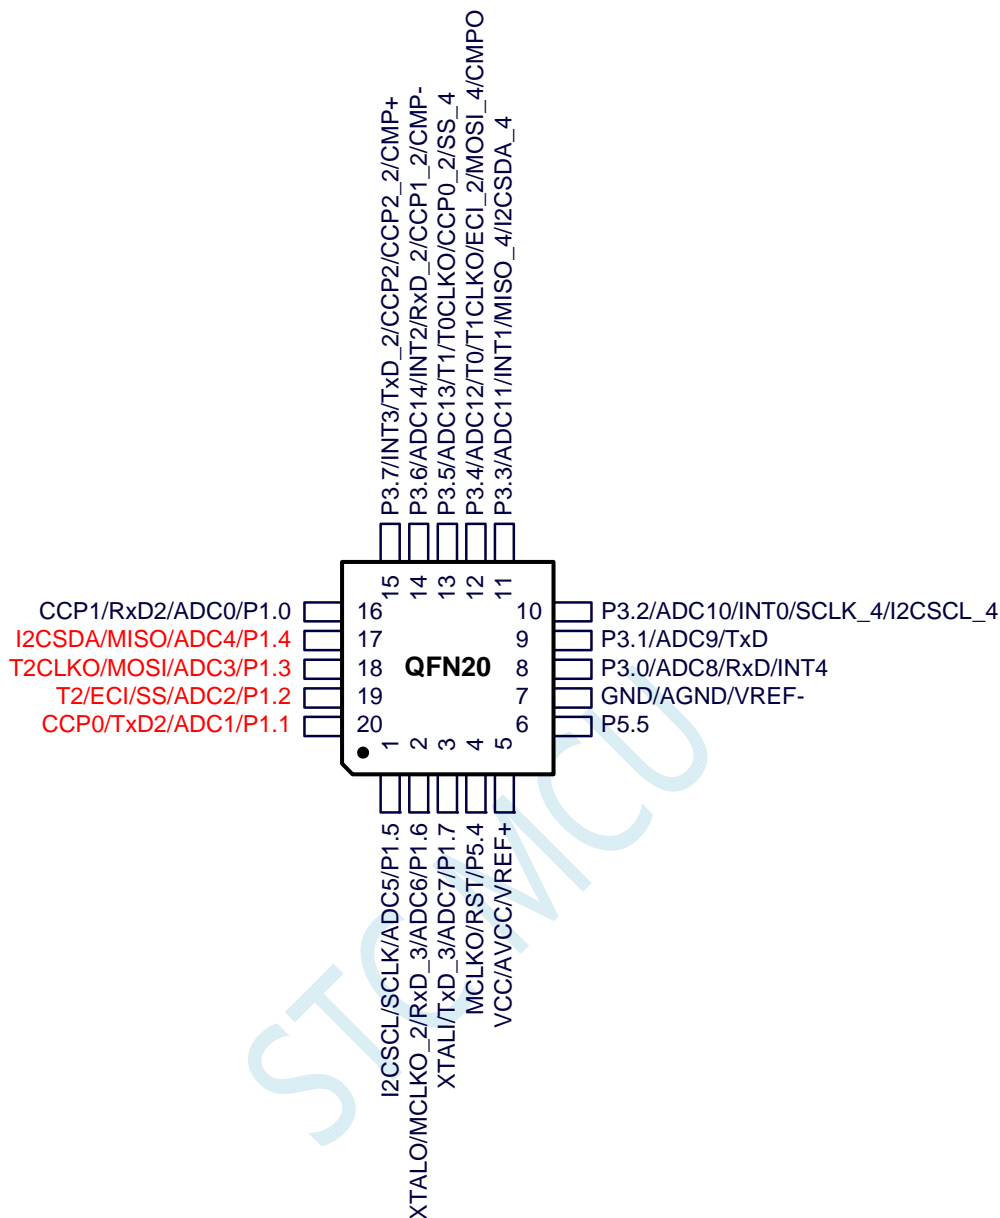 P3.7/INT3/TxD_2/CCP2/CCP2_2/CMP+
P3.6/ADC14/INT2/RxD_2/CCP1_2/CMP-
P3.5/ADC13/T1/T0CLKO/CCP0_2/SS_4
P3.4/ADC12/T0/T1CLKO/ECI_2/MOSI_4/CMPO
P3.3/ADC11/INT1/MISO_4/I2CSDA_4
15
14
13
12
11
CCP1/RxD2/ADC0/P1.0 16
10 P3.2/ADC10/INT0/SCLK_4/I2CSCL_4
I2CSDA/MISO/ADC4/P1.4 17
9 P3.1/ADC9/TxD
T2CLKO/MOSI/ADC3/P1.3 18
QFN20
8 P3.0/ADC8/RxD/INT4
T2/ECI/SS/ADC2/P1.2 19
7 GND/AGND/VREF-
CCP0/TxD2/ADC1/P1.1 20
6 P5.5
1
2
3
4
5
I2CSCL/SCLK/ADC5/P1.5
XTALO/MCLKO_2/RxD_3/ADC6/P1.6
XTALI/TxD_3/ADC7/P1.7
MCLKO/RST/P5.4
VCC/AVCC/VREF+
STCMCU